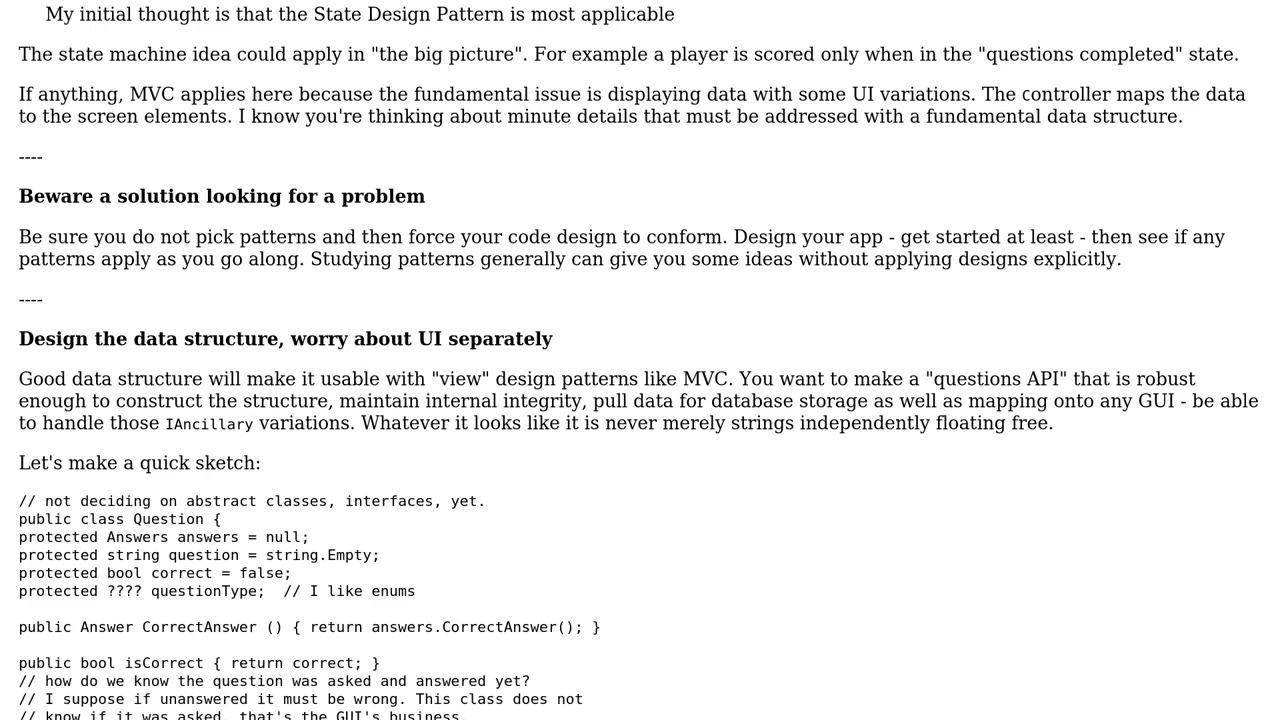 My initial thought is that the State Design Pattern is most applicable
The state machine idea could apply in "the big picture". For example a player is scored only when in the "questions completed" state.
If anything, MVC applies here because the fundamental issue is displaying data with some UI variations. The controller maps the data
to the screen elements. I know you're thinking about minute details that must be addressed with a fundamental data structure.
----
Beware a solution looking for a problem
Be sure you do not pick patterns and then force your code design to conform. Design your app - get started at least - then see if any
patterns apply as you go along. Studying patterns generally can give you some ideas without applying designs explicitly.
----
Design the data structure, worry about UI separately
Good data structure will make it usable with "view" design patterns like MVC. You want to make a "questions API" that is robust
enough to construct the structure, maintain internal integrity, pull data for database storage as well as mapping onto any GUI - be able
to handle those IAncillary variations. Whatever it looks like it is never merely strings independently floating free.
Let's make a quick sketch:
// not deciding on abstract classes, interfaces, yet.
public class Question {
protected Answers answers = null;
protected string question = string.Empty;
protected bool correct = false;
protected ???? questionType;  // I like enums
public Answer CorrectAnswer () { return answers.CorrectAnswer(); }
public bool isCorrect { return correct; }
// how do we know the question was asked and answered yet?
// I suppose if unanswered it must be wrong. This class does not
// know if it was asked, that's the GUI's business.